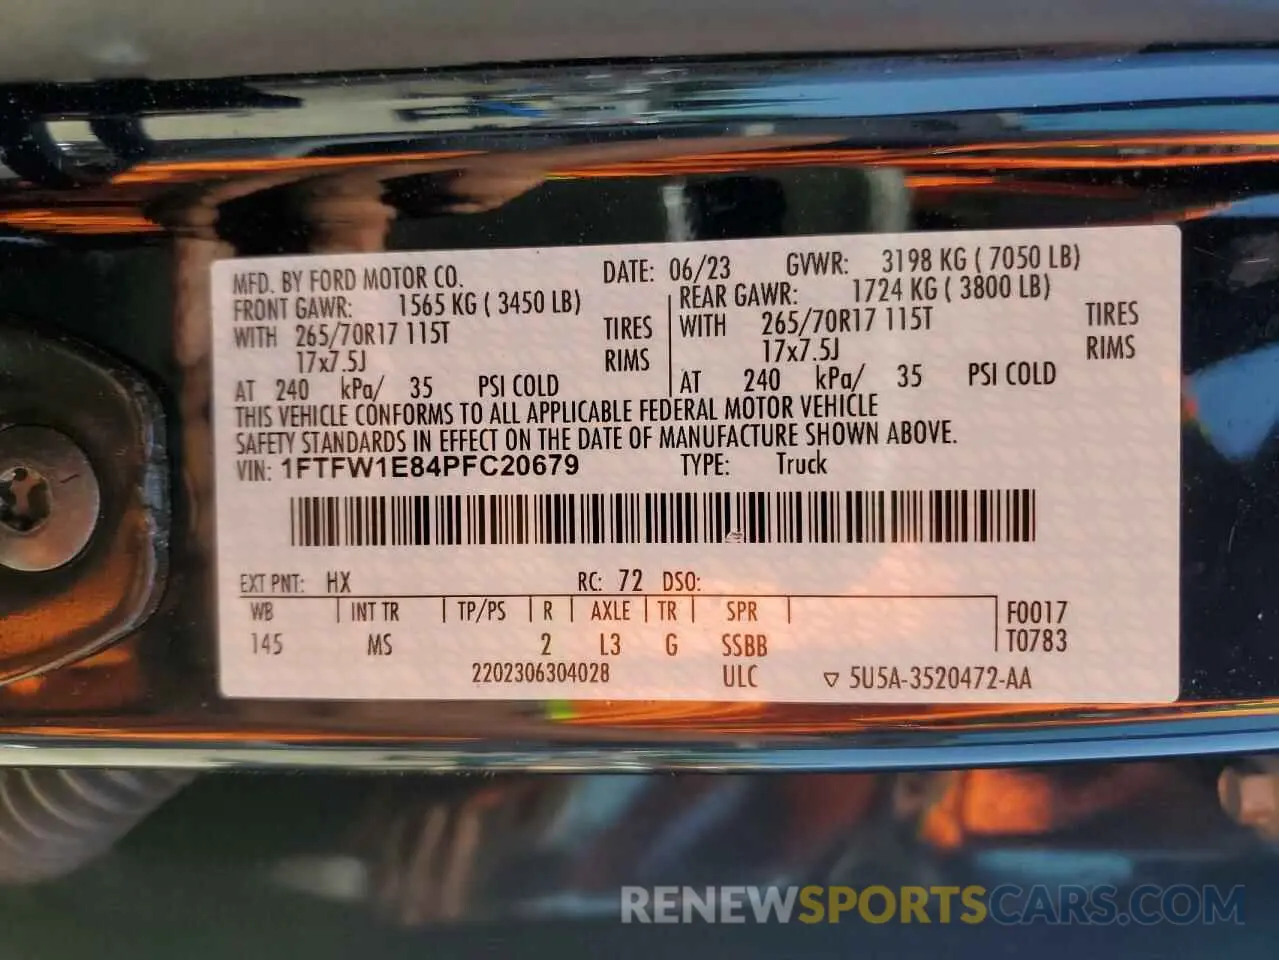 MFD. BY FORD MOTOR CO. DATE: 06/23 GVWR: 3198 KG ( 7050 LB)
FRONT GAWR: 1565 KG ( 3450 LB) REAR GAWR: 1724 KG ( 3800 LB)
WITH 265/70R17 115T TIRES WITH 265/70R17 115T TIRES
17x7.5J RIMS 17x7.5J RIMS
AT 240 kPa/ 35 PSI COLD AT 240 kPa/ 35 PSI COLD
THIS VEHICLE CONFORMS TO ALL APPLICABLE FEDERAL MOTOR VEHICLE
SAFETY STANDARDS IN EFFECT ON THE DATE OF MANUFACTURE SHOWN ABOVE.
VIN: 1FTFW1E84PFC20679 TYPE: Truck
EXT PNT: HX RC: 72 DSO:
WB INT TR TP/PS R AXLE TR SPR F0017
145 MS 2 L3 G SSBB T0783
2202306304028 ULC ▽ 5U5A-3520472-AA
RENEWSPORTSCARS.COM